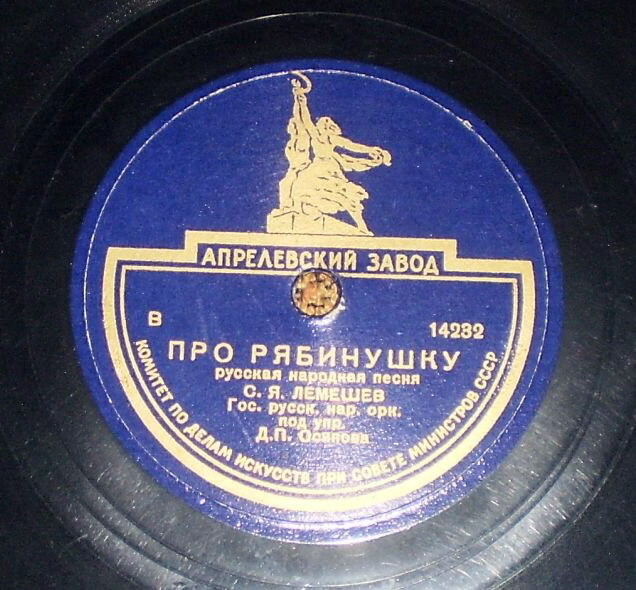 АПРЕЛЕВСКИЙ ЗАВОД
В 14232
ПРО РЯБИНУШКУ
русская народная песня
С. Я. ЛЕМЕШЕВ
Гос. русск. нар. орк.
под упр.
Д.П. Осипова
КОМИТЕТ ПО ДЕЛАМ ИСКУССТВ ПРИ СОВЕТЕ МИНИСТРОВ СССР